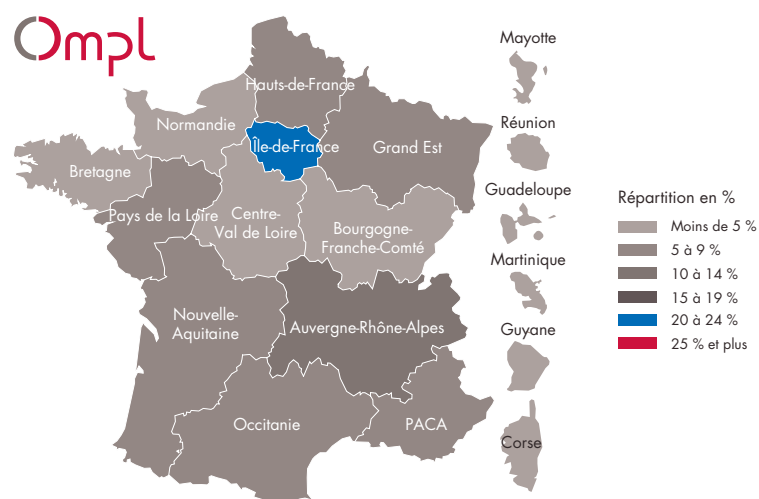 Ompl
Mayotte
Hauts-de-France
Normandie
Réunion
Île-de-France
Grand Est
Bretagne
Guadeloupe
Pays de la Loire
Centre-
Val de Loire
Bourgogne-
Franche-Comté
Martinique
Nouvelle-
Aquitaine
Auvergne-Rhône-Alpes
Guyane
Occitanie
PACA
Corse
Répartition en %
Moins de 5 %
5 à 9 %
10 à 14 %
15 à 19 %
20 à 24 %
25 % et plus